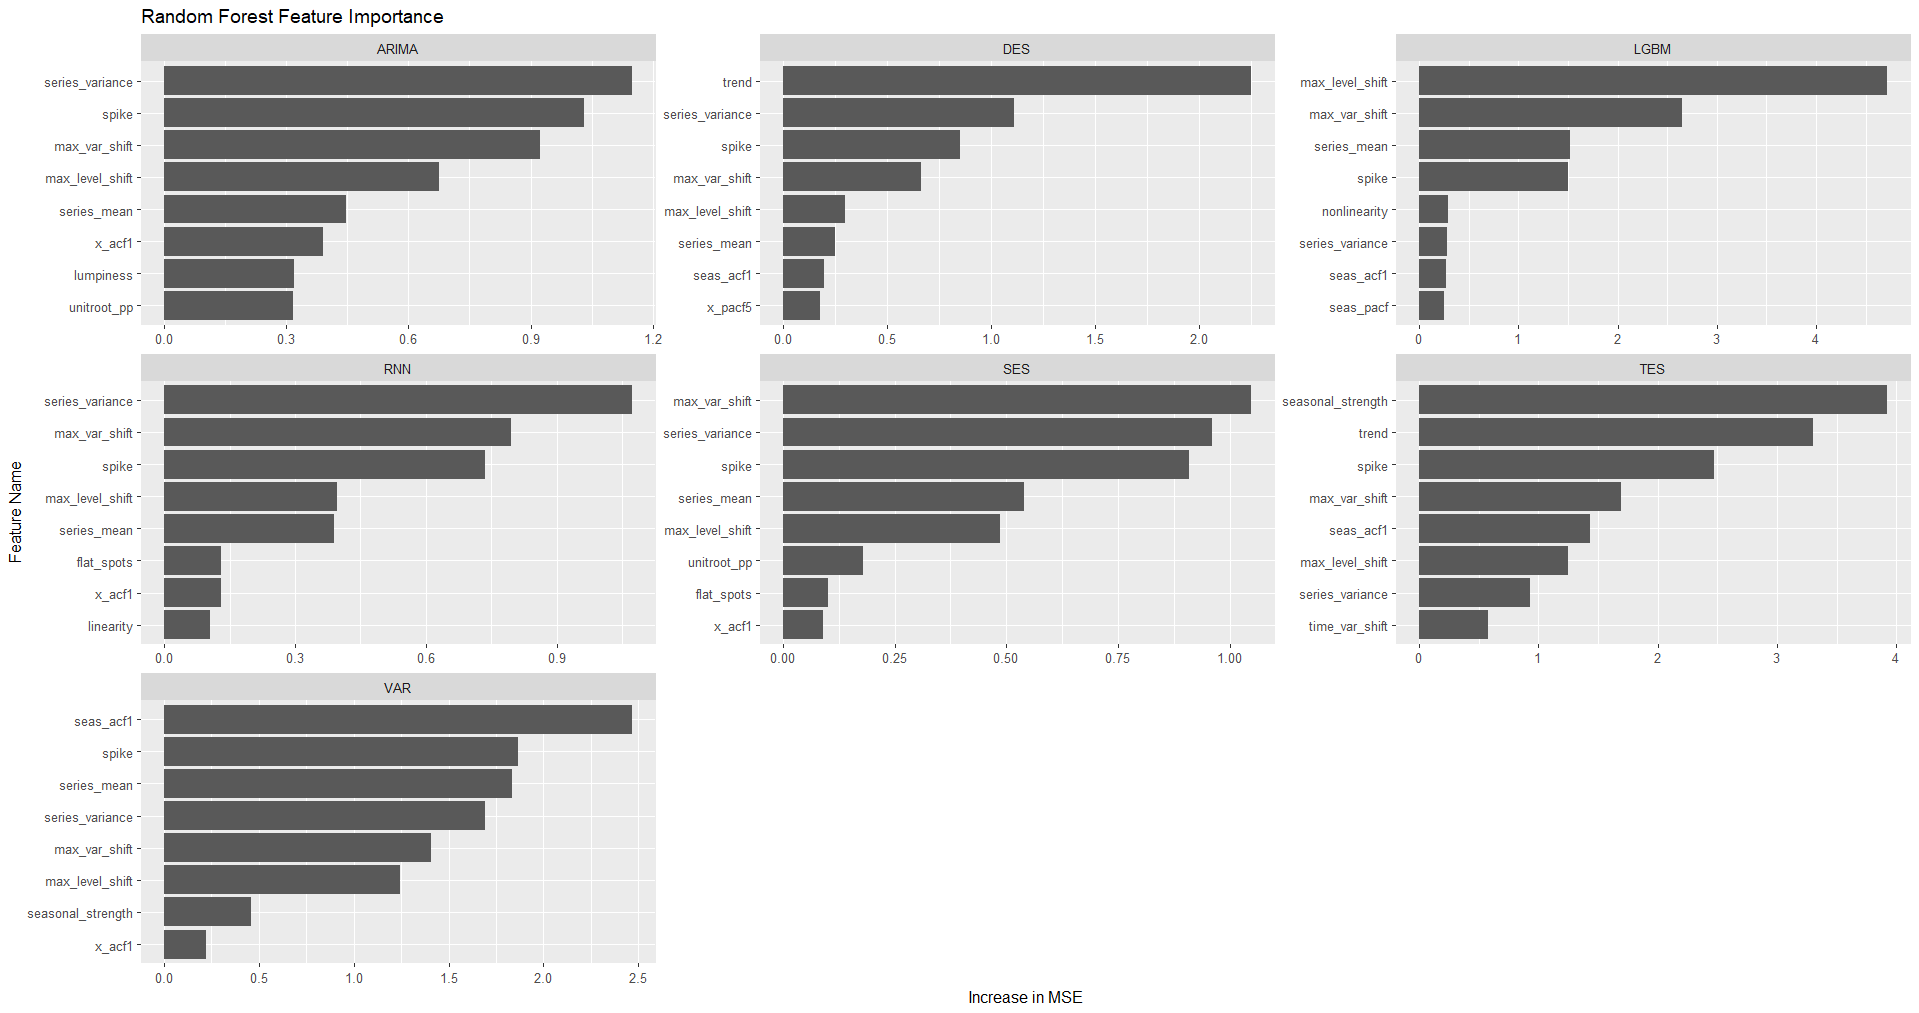 Random Forest Feature Importance
ARIMA
series_variance
spike
max_var_shift
max_level_shift
series_mean
x_acf1
lumpiness
unitroot_pp
0.0 0.3 0.6 0.9 1.2
DES
trend
series_variance
spike
max_var_shift
max_level_shift
series_mean
seas_acf1
x_pacf5
0.0 0.5 1.0 1.5 2.0
LGBM
max_level_shift
max_var_shift
series_mean
spike
nonlinearity
series_variance
seas_acf1
seas_pacf
0 1 2 3 4
RNN
series_variance
max_var_shift
spike
max_level_shift
series_mean
flat_spots
x_acf1
linearity
0.0 0.3 0.6 0.9
SES
max_var_shift
series_variance
spike
series_mean
max_level_shift
unitroot_pp
flat_spots
x_acf1
0.00 0.25 0.50 0.75 1.00
TES
seasonal_strength
trend
spike
max_var_shift
seas_acf1
max_level_shift
series_variance
time_var_shift
0 1 2 3 4
VAR
seas_acf1
spike
series_mean
series_variance
max_var_shift
max_level_shift
seasonal_strength
x_acf1
0.0 0.5 1.0 1.5 2.0 2.5
Feature Name
Increase in MSE